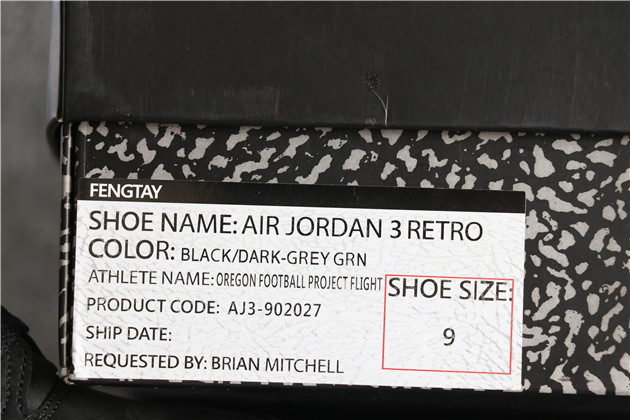 FENGTAY
SHOE NAME: AIR JORDAN 3 RETRO
COLOR: BLACK/DARK-GREY GRN
ATHLETE NAME: OREGON FOOTBALL PROJECT FLIGHT
SHOE SIZE:
PRODUCT CODE: AJ3-902027
9
SHIP DATE:
REQUESTED BY: BRIAN MITCHELL